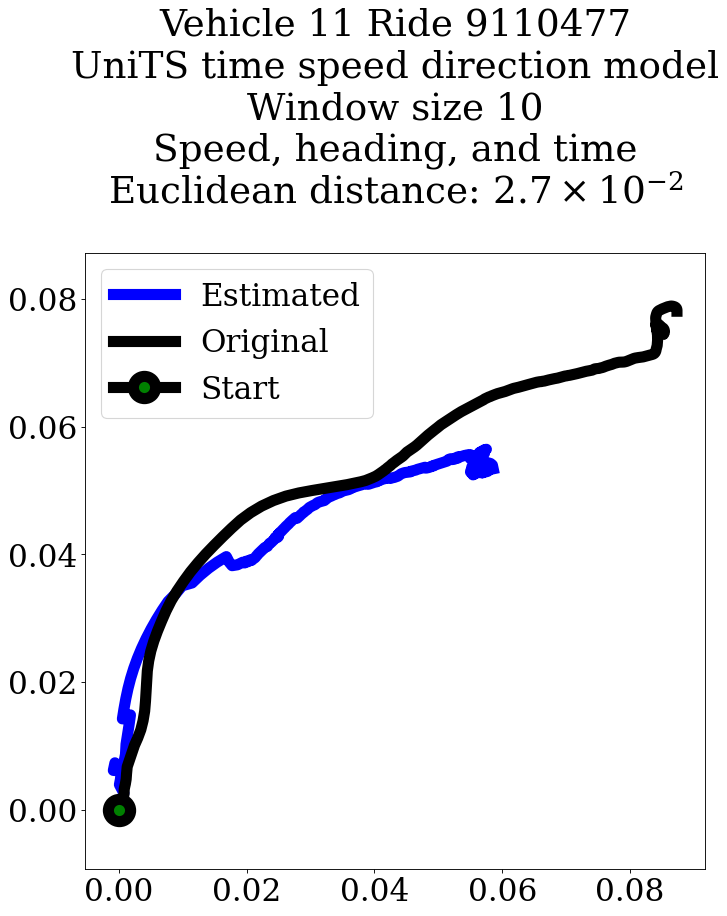 Vehicle 11 Ride 9110477
UniTS time speed direction model
Window size 10
Speed, heading, and time
Euclidean distance: 2.7 × 10⁻²
Estimated
Original
Start
0.08
0.06
0.04
0.02
0.00
0.00 0.02 0.04 0.06 0.08